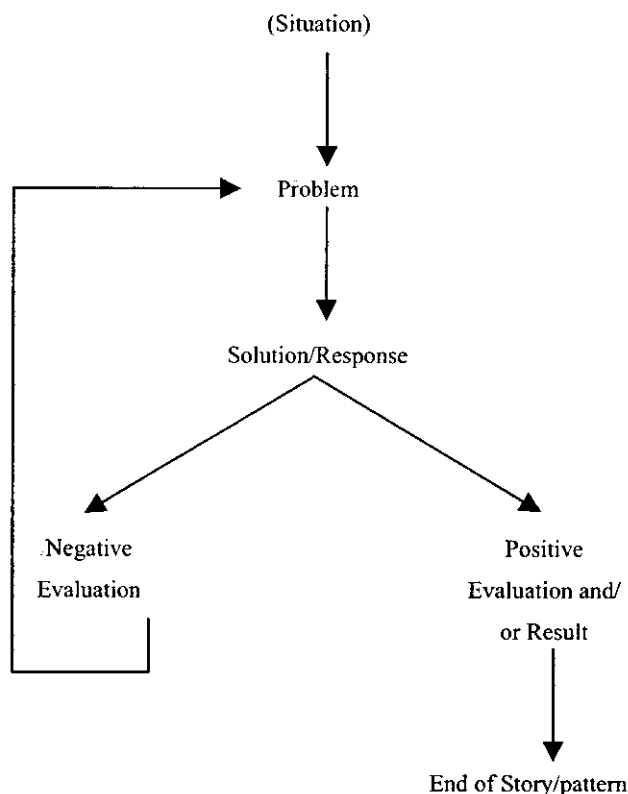 (Situation)
Problem
Solution/Response
Negative
Evaluation
Positive
Evaluation and/
or Result
End of Story/pattern